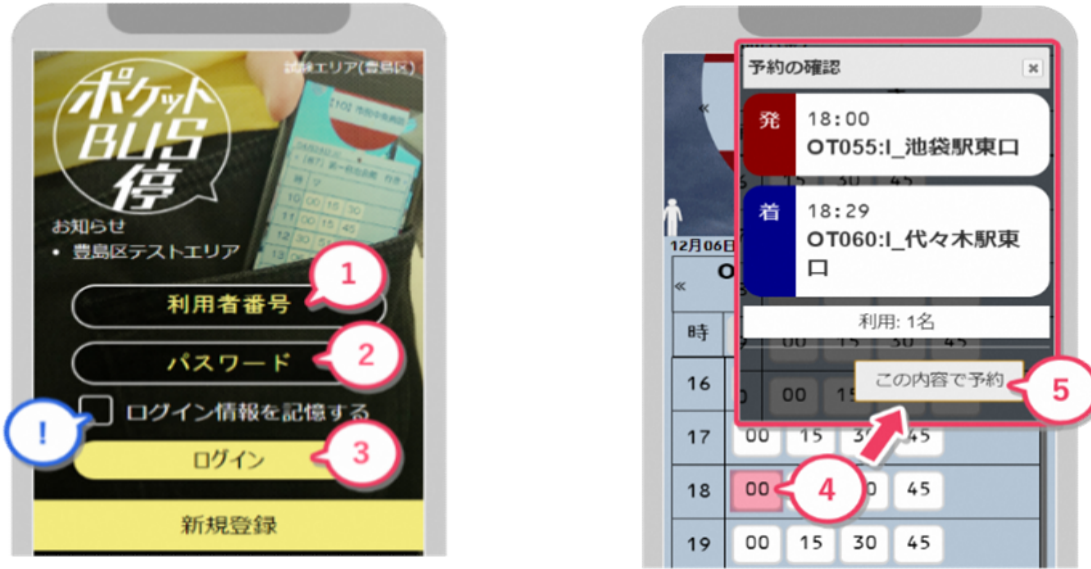 試験エリア(豊島区)
ポケット
BUS
停
お知らせ
• 豊島区テストエリア
1
利用者番号
2
パスワード
!
ログイン情報を記憶する
3
ログイン
新規登録
予約の確認
発
18:00
OT055:I_池袋駅東口
着
18:29
OT060:I_代々木駅東
口
利用: 1名
この内容で予約
5
12月06日
«
時
16 00
17 00 15 45
18 00 4 45
19 00 15 30 45